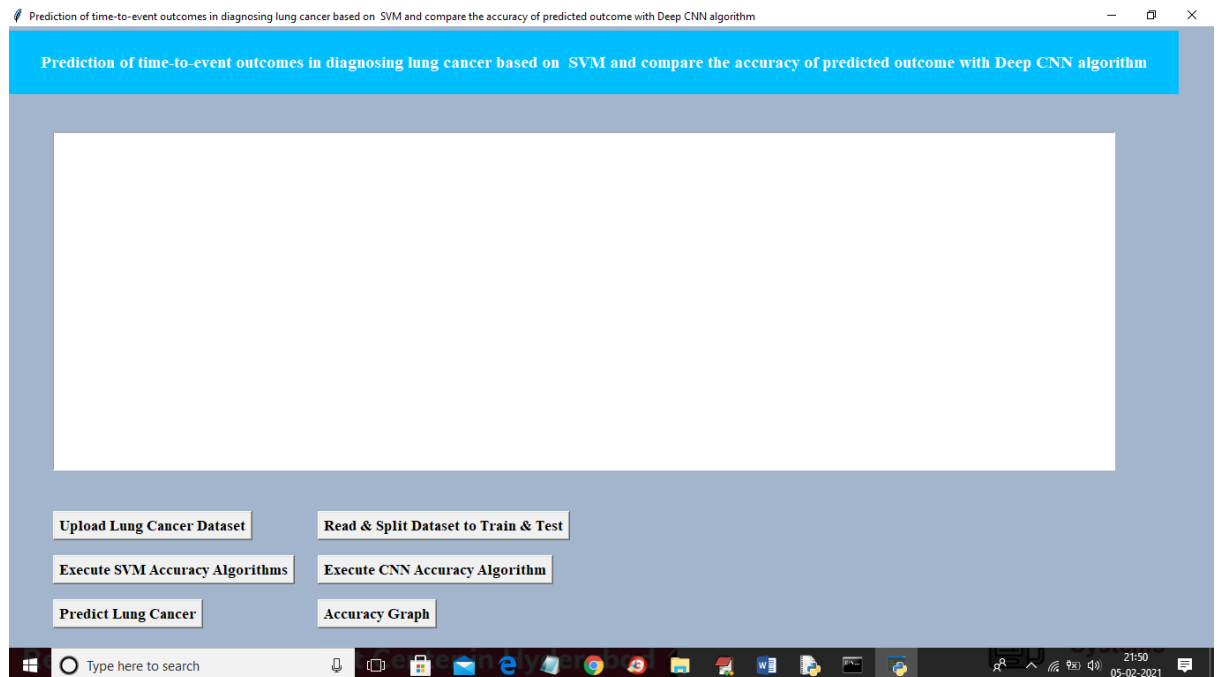 Prediction of time-to-event outcomes in diagnosing lung cancer based on  SVM and compare the accuracy of predicted outcome with Deep CNN algorithm
Prediction of time-to-event outcomes in diagnosing lung cancer based on  SVM and compare the accuracy of predicted outcome with Deep CNN algorithm
Upload Lung Cancer Dataset
Read & Split Dataset to Train & Test
Execute SVM Accuracy Algorithms
Execute CNN Accuracy Algorithm
Predict Lung Cancer
Accuracy Graph
Type here to search
21:50
05-02-2021